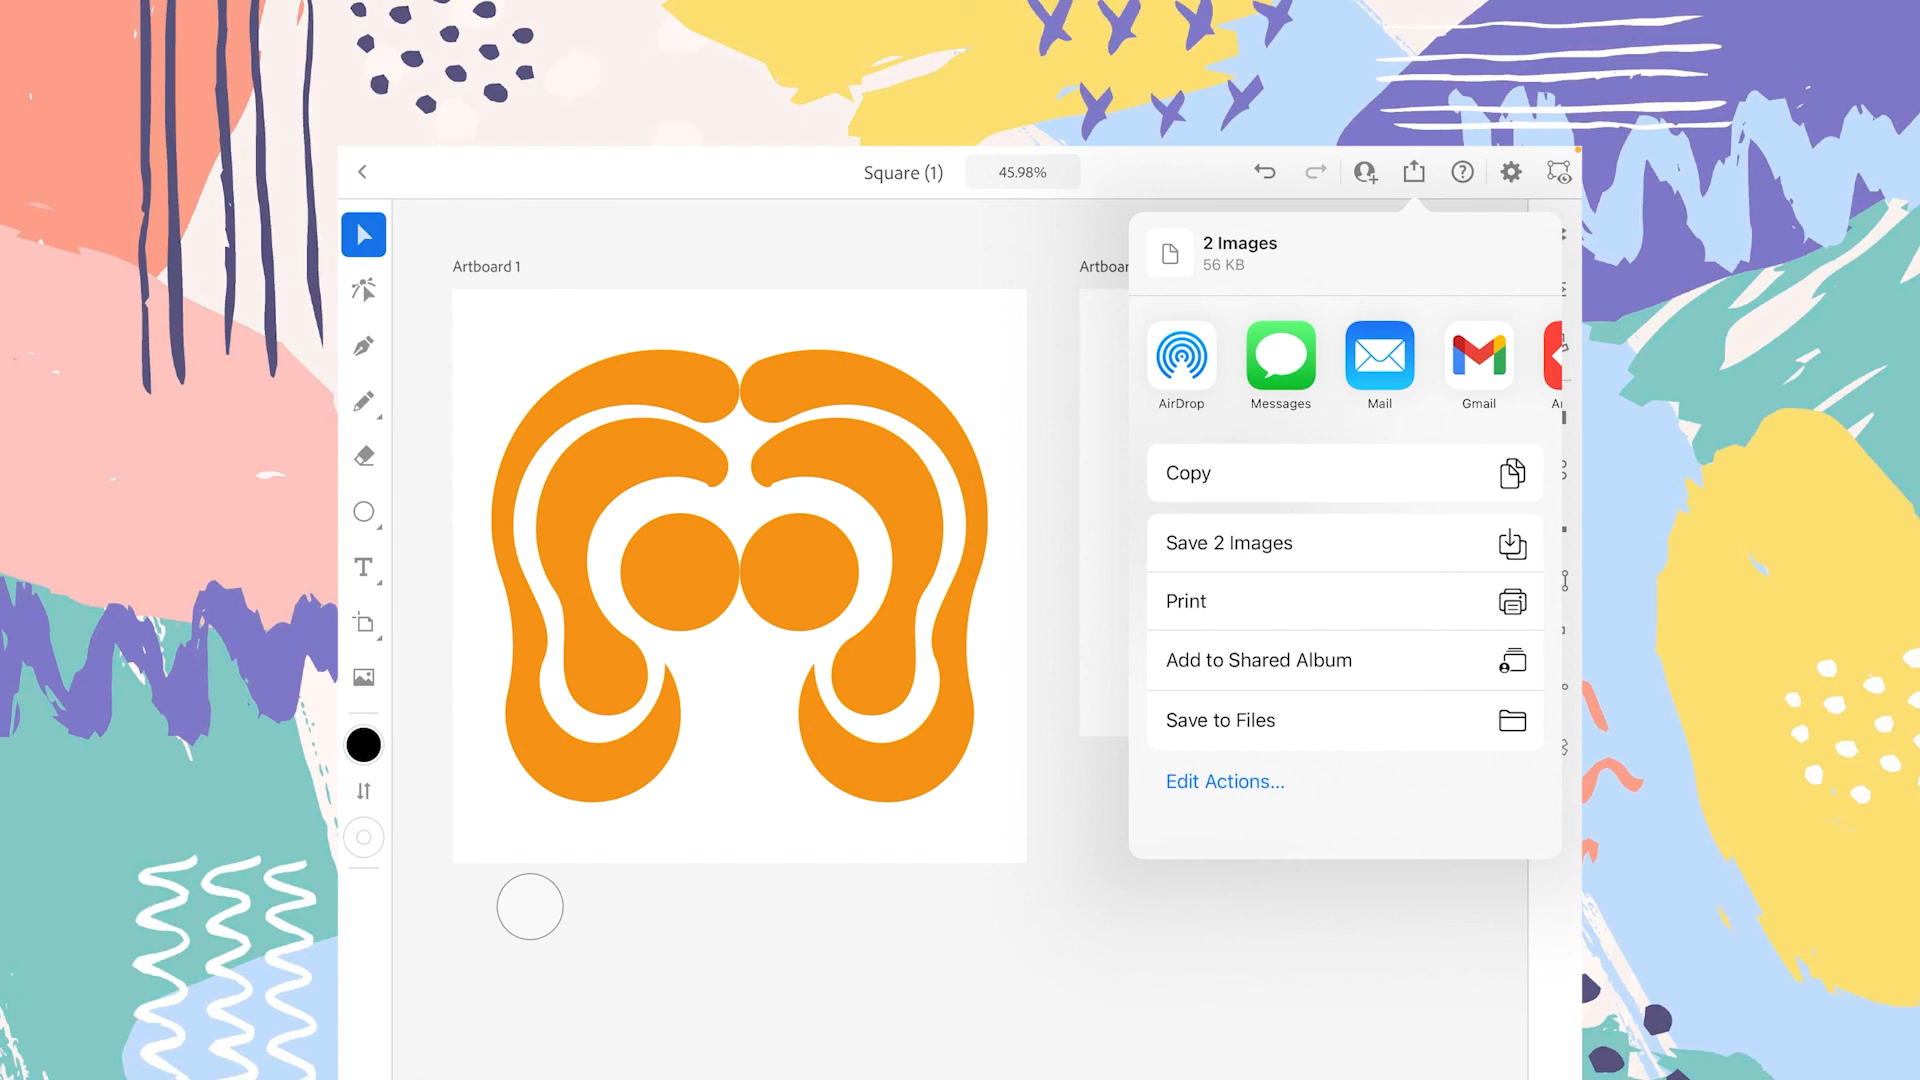 Square (1)
45.98%
Artboard 1
Artboar
2 Images
56 KB
AirDrop
Messages
Mail
Gmail
Copy
Save 2 Images
Print
Add to Shared Album
Save to Files
Edit Actions...